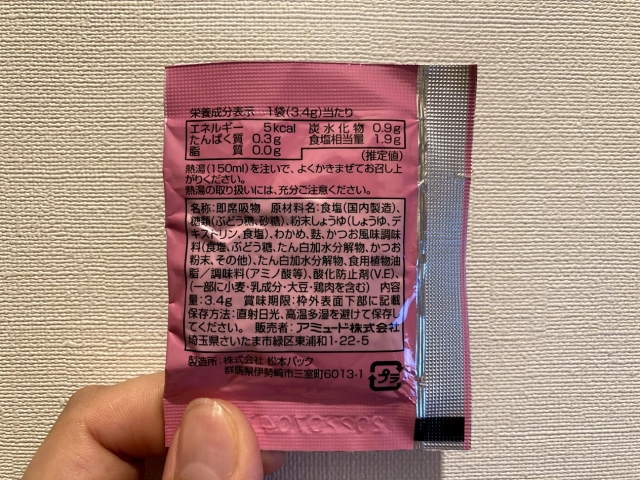 栄養成分表示 1袋(3.4g)当たり
エネルギー 5kcal 炭水化物 0.9g
たんぱく質 0.3g 食塩相当量 1.9g
脂質 0.0g
(推定値)
熱湯(150ml)を注いで、よくかきまぜてお召し上
がりください。
熱湯の取り扱いには、充分ご注意ください。
名称:即席吸物 原材料名:食塩(国内製造)、
糖類(ぶどう糖、砂糖)、粉末しょうゆ(しょうゆ、デ
キストリン、食塩)、わかめ、麩、かつお風味調味
料(食塩、ぶどう糖、たん白加水分解物、かつお
粉末、その他)、たん白加水分解物、食用植物油
脂/調味料(アミノ酸等)、酸化防止剤(V.E)、
(一部に小麦・乳成分・大豆・鶏肉を含む) 内容
量:3.4g 賞味期限:枠外表面下部に記載
保存方法:直射日光、高温多湿を避けて保存し
てください。 販売者:アミュード株式会社
埼玉県さいたま市緑区東浦和1-22-5
製造所:株式会社 松本パック
群馬県伊勢崎市三室町6013-1
プラ